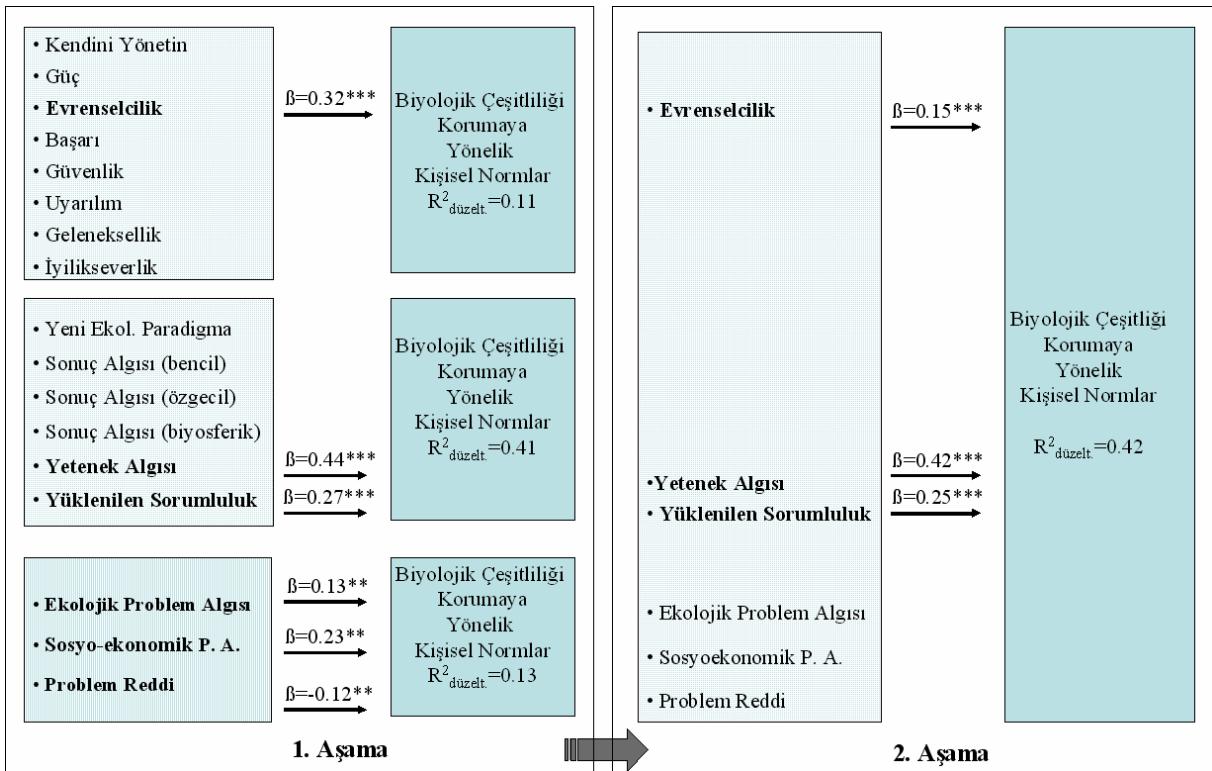 • Kendini Yönetin
• Güç
• Evrenselcilik
• Başarı
• Güvenlik
• Uyarılım
• Geleneksellik
• İyilikseverlik
ß=0.32***
Biyolojik Çeşitliliği
Korumaya
Yönelik
Kişisel Normlar
R²düzelt.=0.11
• Yeni Ekol. Paradigma
• Sonuç Algısı (bencil)
• Sonuç Algısı (özgecil)
• Sonuç Algısı (biyosferik)
• Yetenek Algısı
• Yüklenilen Sorumluluk
ß=0.44***
ß=0.27***
Biyolojik Çeşitliliği
Korumaya
Yönelik
Kişisel Normlar
R²düzelt.=0.41
• Ekolojik Problem Algısı
• Sosyo-ekonomik P. A.
• Problem Reddi
ß=0.13**
ß=0.23**
ß=-0.12**
Biyolojik Çeşitliliği
Korumaya
Yönelik
Kişisel Normlar
R²düzelt.=0.13
1. Aşama
• Evrenselcilik
•Yetenek Algısı
• Yüklenilen Sorumluluk
• Ekolojik Problem Algısı
• Sosyoekonomik P. A.
• Problem Reddi
ß=0.15***
ß=0.42***
ß=0.25***
Biyolojik Çeşitliği
Korumaya
Yönelik
Kişisel Normlar
R²düzelt.=0.42
2. Aşama